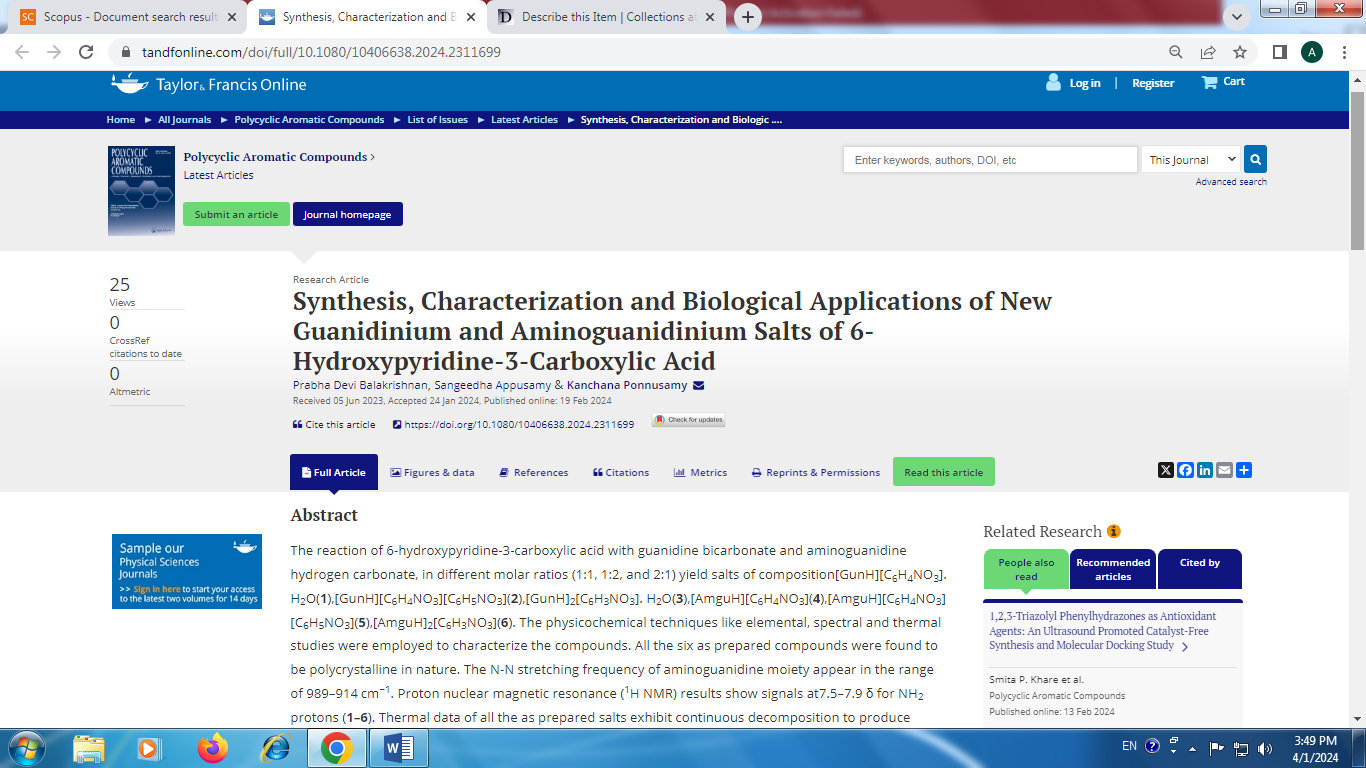 Scopus - Document search result
Synthesis, Characterization and B
Describe this Item | Collections a
tandfonline.com/doi/full/10.1080/10406638.2024.2311699
A
Taylor & Francis Online
Log in | Register Cart
Home ► All Journals ► Polycyclic Aromatic Compounds ► List of Issues ► Latest Articles ► Synthesis, Characterization and Biologic ....
POLYCYCLIC
AROMATIC
COMPOUNDS
Polycyclic Aromatic Compounds ›
Latest Articles
Enter keywords, authors, DOI, etc
This Journal
Advanced search
Submit an article
Journal homepage
25
Views
0
CrossRef
citations to date
0
Altmetric
Research Article
Synthesis, Characterization and Biological Applications of New
Guanidinium and Aminoguanidinium Salts of 6-
Hydroxypyridine-3-Carboxylic Acid
Prabha Devi Balakrishnan, Sangeedha Appusamy & Kanchana Ponnusamy
Received 05 Jun 2023, Accepted 24 Jan 2024, Published online: 19 Feb 2024
Cite this article https://doi.org/10.1080/10406638.2024.2311699 Check for updates
Full Article Figures & data References Citations Metrics Reprints & Permissions Read this article
Sample our
Physical Sciences
Journals
>> Sign in here to start your access
to the latest two volumes for 14 days
Abstract
The reaction of 6-hydroxypyridine-3-carboxylic acid with guanidine bicarbonate and aminoguanidine
hydrogen carbonate, in different molar ratios (1:1, 1:2, and 2:1) yield salts of composition[GunH][C₆H₄NO₃].
H₂O(1),[GunH][C₆H₄NO₃][C₆H₅NO₃](2),[GunH]₂[C₆H₃NO₃]. H₂O(3),[AmguH][C₆H₄NO₃](4),[AmguH][C₆H₄NO₃]
[C₆H₅NO₃](5),[AmguH]₂[C₆H₃NO₃](6). The physicochemical techniques like elemental, spectral and thermal
studies were employed to characterize the compounds. All the six as prepared compounds were found to
be polycrystalline in nature. The N-N stretching frequency of aminoguanidine moiety appear in the range
of 989–914 cm⁻¹. Proton nuclear magnetic resonance (¹H NMR) results show signals at7.5–7.9 δ for NH₂
protons (1–6). Thermal data of all the as prepared salts exhibit continuous decomposition to produce
Related Research
People also
read
Recommended
articles
Cited by
1,2,3-Triazolyl Phenylhydrazones as Antioxidant
Agents: An Ultrasound Promoted Catalyst-Free
Synthesis and Molecular Docking Study
Smita P. Khare et al.
Polycyclic Aromatic Compounds
Published online: 13 Feb 2024
EN
3:49 PM
4/1/2024